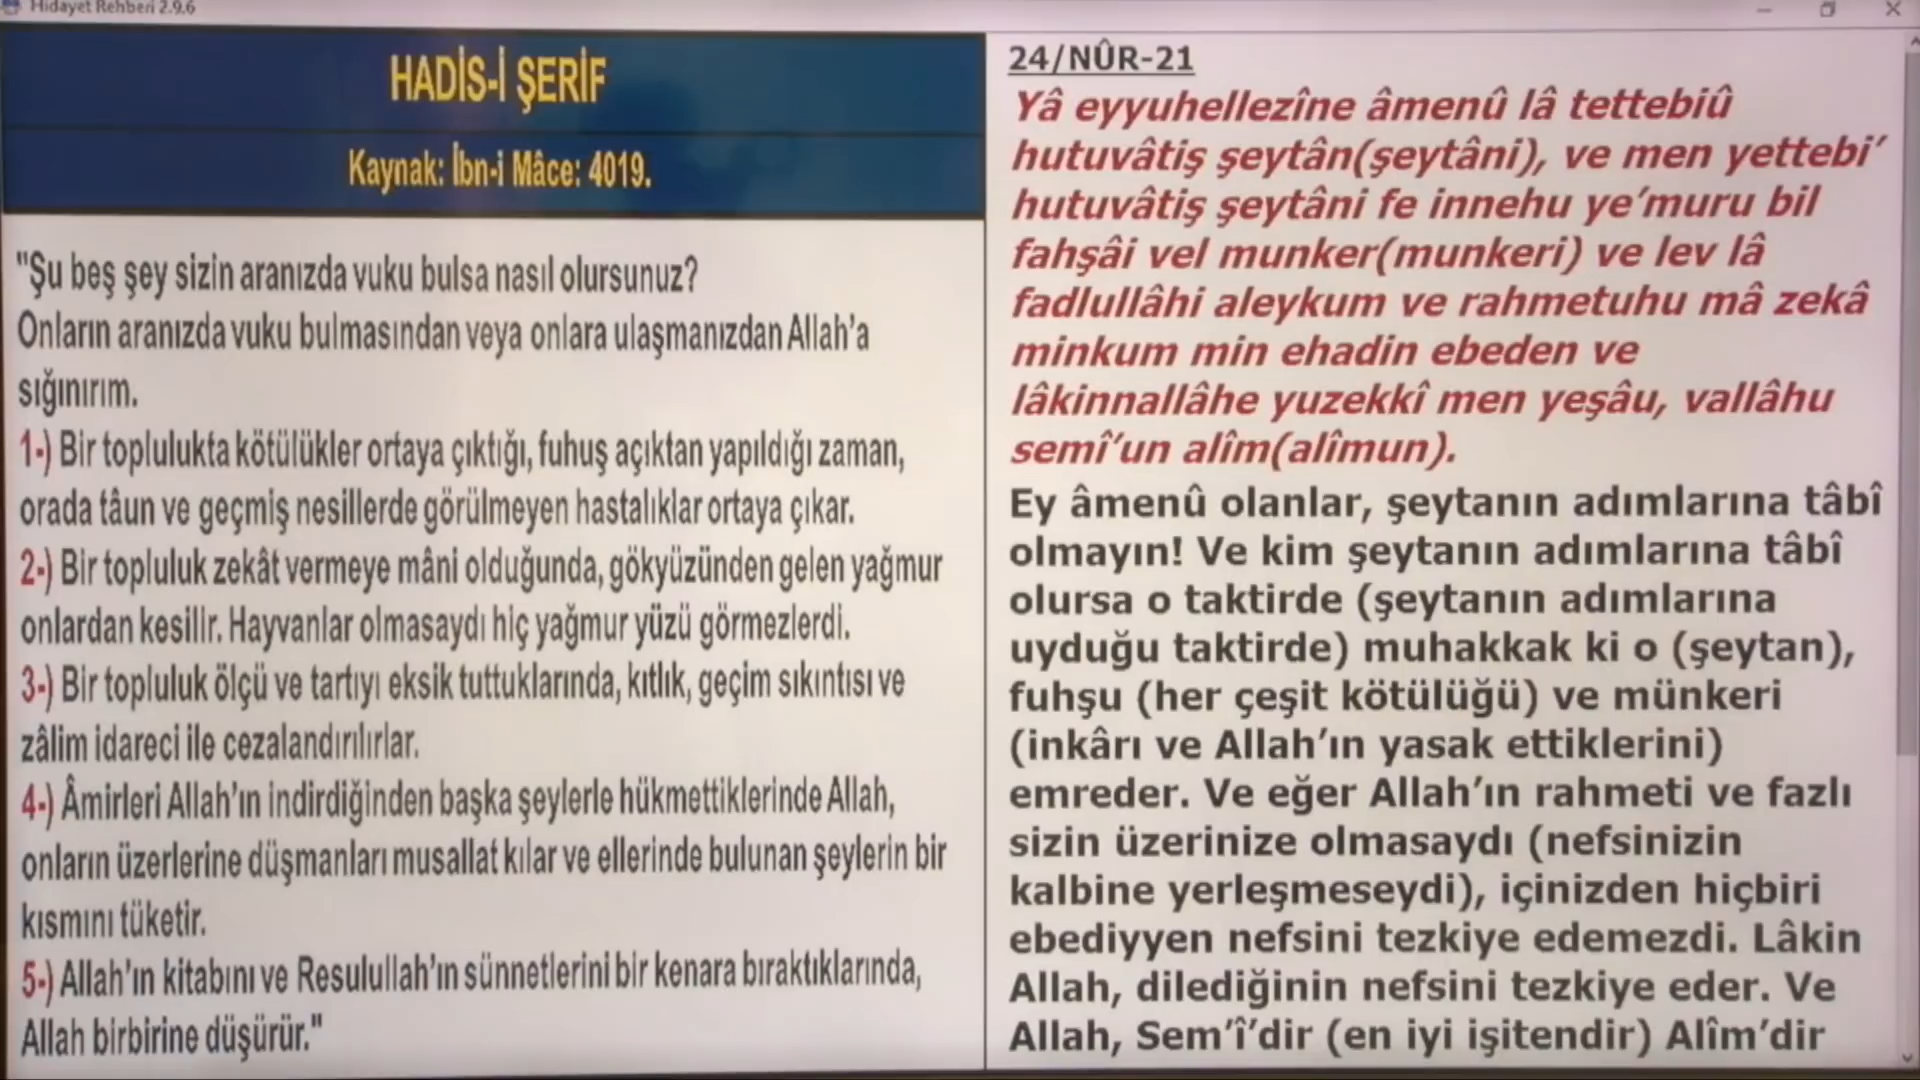 Hidayet Rehberi 2.9.6
HADİS-İ ŞERİF
Kaynak: İbn-i Mâce: 4019.
"Şu beş şey sizin aranızda vuku bulsa nasıl olursunuz?
Onların aranızda vuku bulmasından veya onlara ulaşmanızdan Allah'a
sığınırım.
1-) Bir toplulukta kötülükler ortaya çıktığı, fuhuş açıktan yapıldığı zaman,
orada tâun ve geçmiş nesillerde görülmeyen hastalıklar ortaya çıkar.
2-) Bir topluluk zekât vermeye mâni olduğunda, gökyüzünden gelen yağmur
onlardan kesilir. Hayvanlar olmasaydı hiç yağmur yüzü görmezlerdi.
3-) Bir topluluk ölçü ve tartıyı eksik tuttuklarında, kıtlık, geçim sıkıntısı ve
zâlim idareci ile cezalandırılırlar.
4-) Âmirleri Allah'ın indirdiğinden başka şeylerle hükmettiklerinde Allah,
onların üzerlerine düşmanları musallat kılar ve ellerinde bulunan şeylerin bir
kısmını tüketir.
5-) Allah'ın kitabını ve Resulullah'ın sünnetlerini bir kenara bıraktıklarında,
Allah birbirine düşürür."
24/NÛR-21
Yâ eyyuhellezîne âmenû lâ tettebiû
hutuvâtiş şeytân(şeytâni), ve men yettebi'
hutuvâtiş şeytâni fe innehu ye'muru bil
fahşâi vel munker(munkeri) ve lev lâ
fadlullâhi aleykum ve rahmetuhu mâ zekâ
minkum min ehadin ebeden ve
lâkinnallâhe yuzekkî men yeşâu, vallâhu
semî'un alîm(alîmun).
Ey âmenû olanlar, şeytanın adımlarına tâbî
olmayın! Ve kim şeytanın adımlarına tâbî
olursa o taktirde (şeytanın adımlarına
uyduğu taktirde) muhakkak ki o (şeytan),
fuhşu (her çeşit kötülüğü) ve münkeri
(inkârı ve Allah'ın yasak ettiklerini)
emreder. Ve eğer Allah'ın rahmeti ve fazlı
sizin üzerinize olmasaydı (nefsinizin
kalbine yerleşmeseydi), içinizden hiçbiri
ebediyyen nefsini tezkiye edemezdi. Lâkin
Allah, dilediğinin nefsini tezkiye eder. Ve
Allah, Sem'î'dir (en iyi işitendir) Alîm'dir